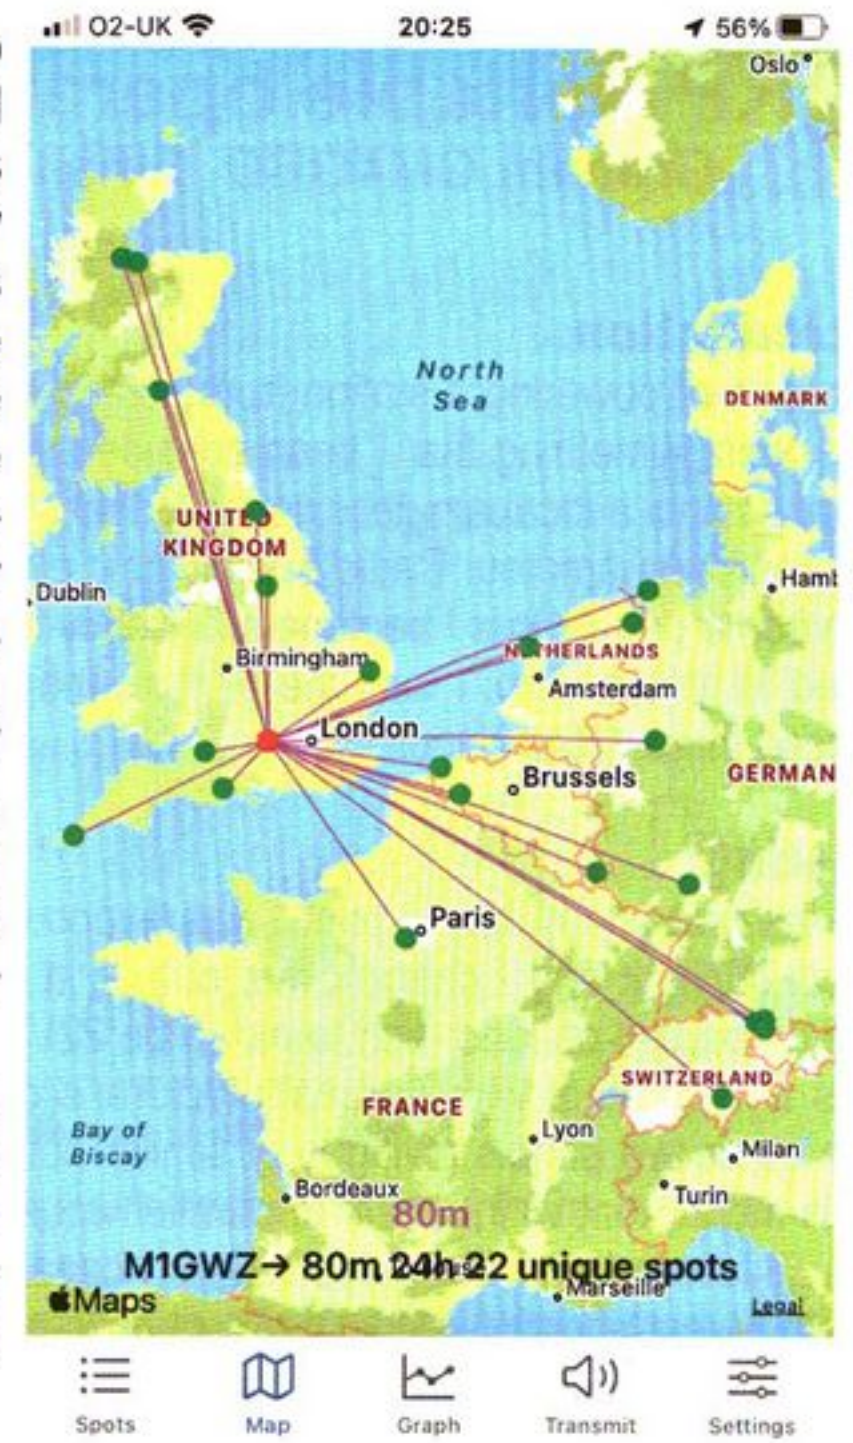 O2-UK 20:25 56%
Oslo
North
Sea
DENMARK
UNITED
KINGDOM
Dublin
Hamb
Birmingham
NETHERLANDS
Amsterdam
London
Brussels
GERMAN
Paris
SWITZERLAND
FRANCE
Bay of
Biscay
Lyon
Milan
Turin
Bordeaux
80m
M1GWZ→ 80m 24h 22 unique spots
Marseille
Maps
Legal
Spots Map Graph Transmit Settings